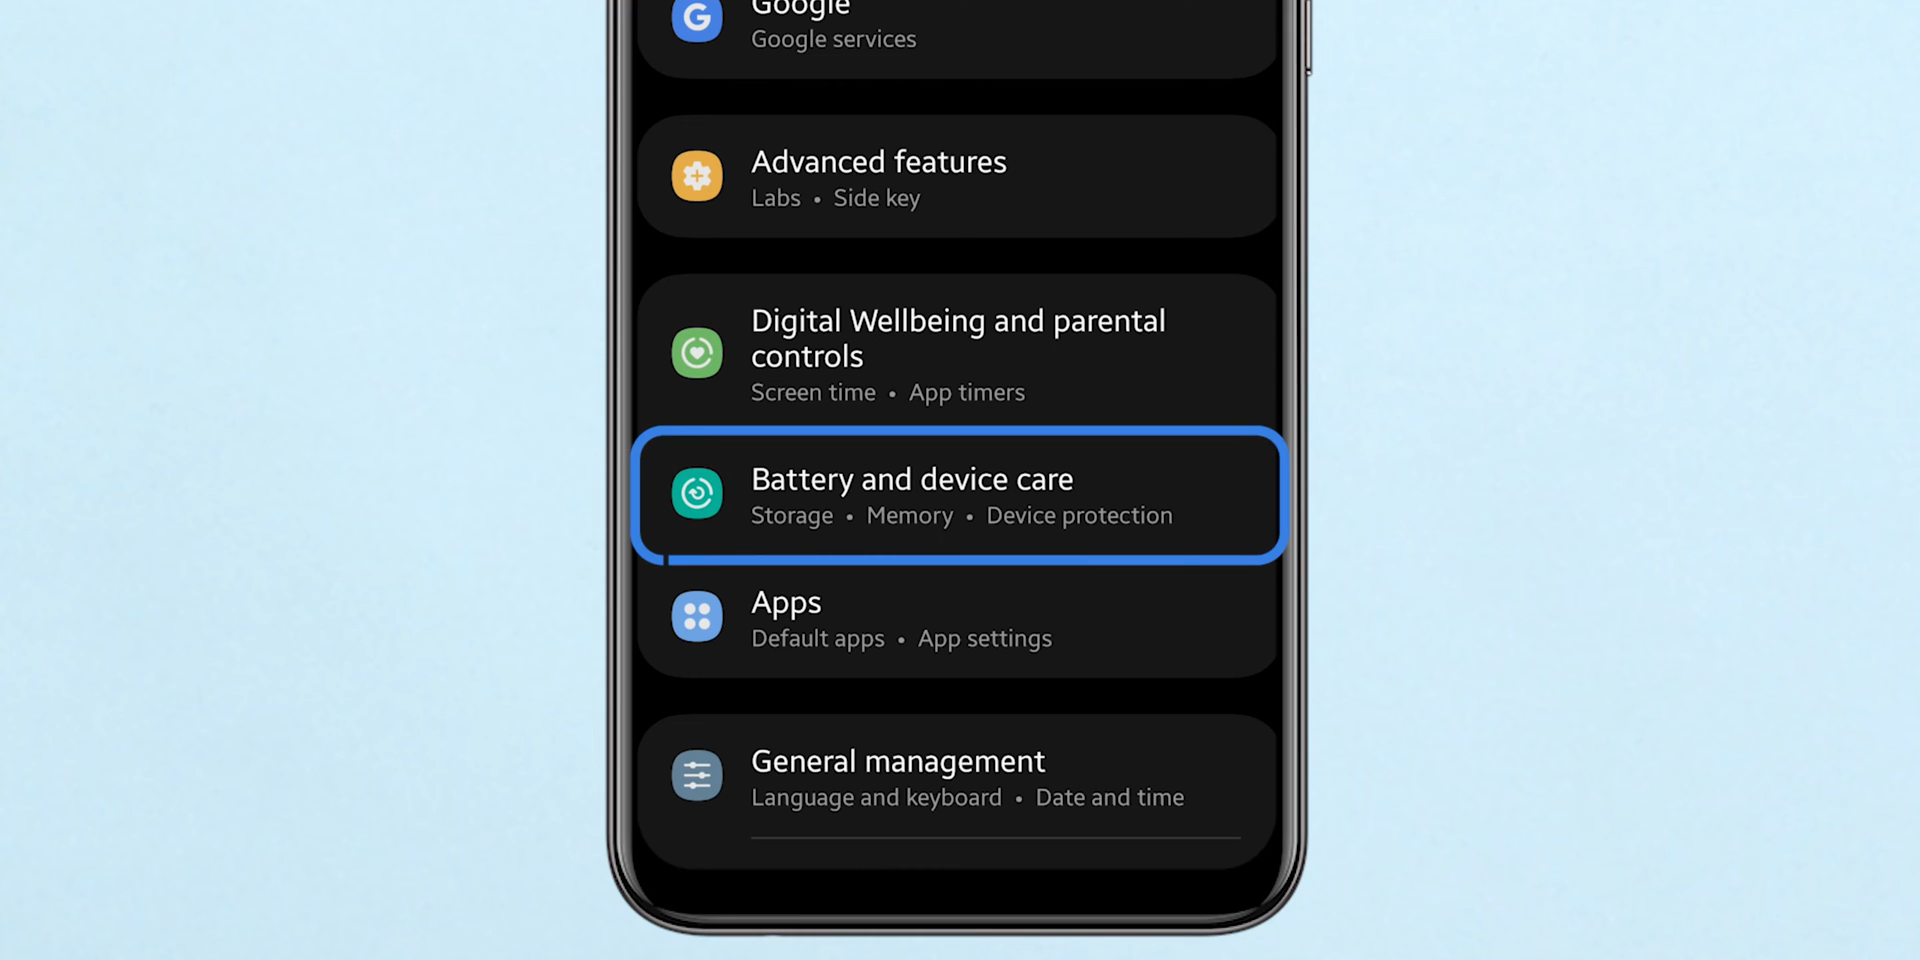 Google
Google services
Advanced features
Labs • Side key
Digital Wellbeing and parental
controls
Screen time • App timers
Battery and device care
Storage • Memory • Device protection
Apps
Default apps • App settings
General management
Language and keyboard • Date and time